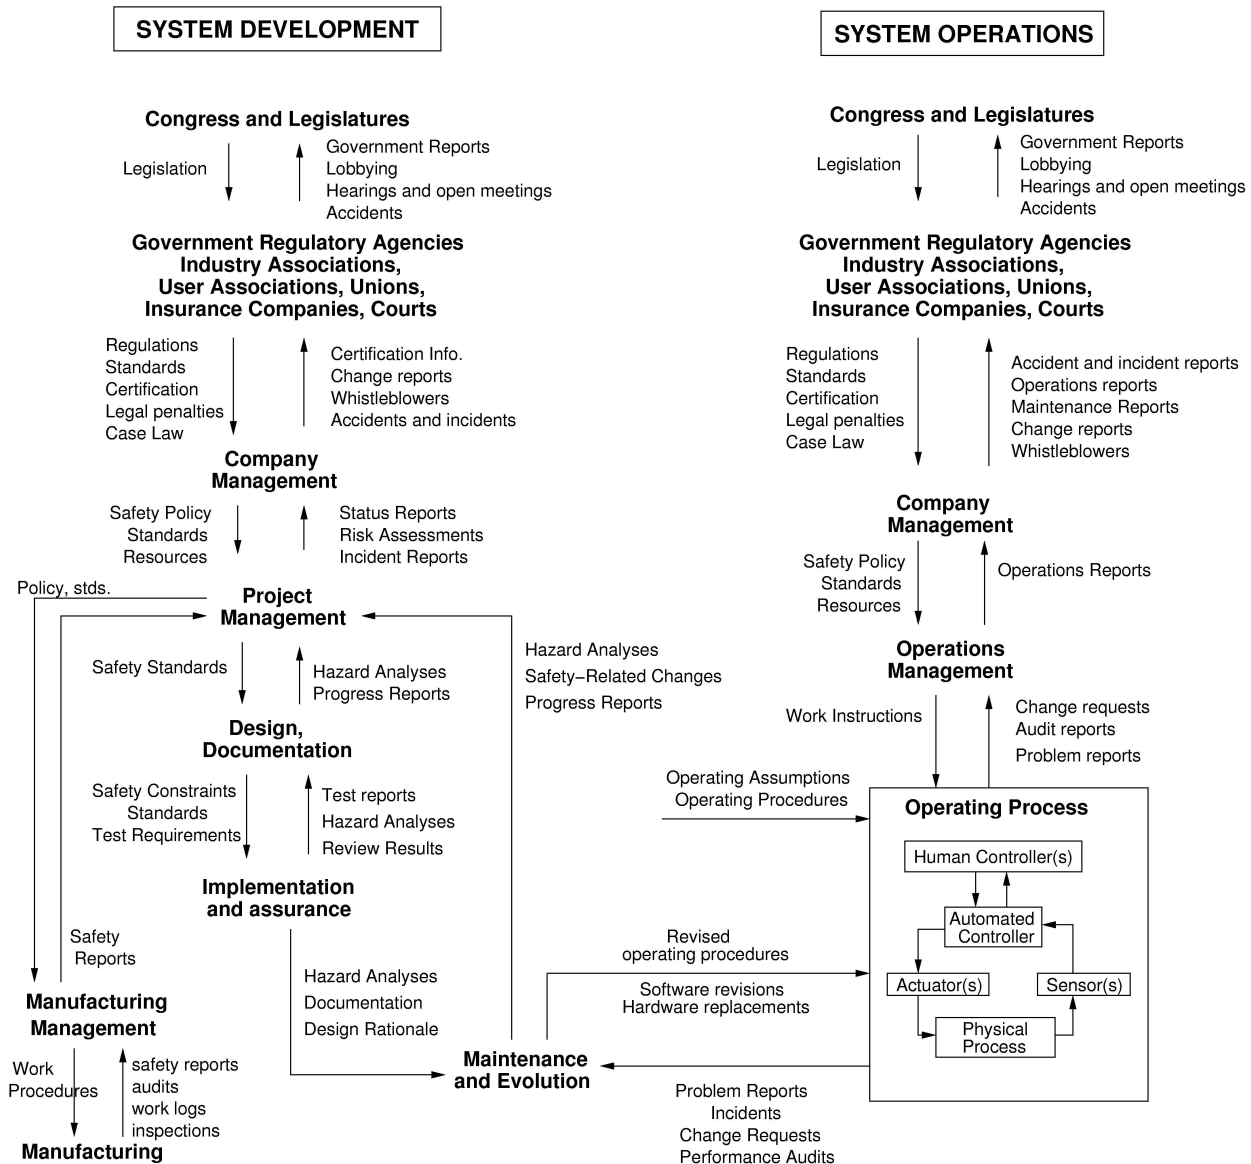 SYSTEM DEVELOPMENT
Congress and Legislatures
Legislation
Government Reports
Lobbying
Hearings and open meetings
Accidents
Government Regulatory Agencies
Industry Associations,
User Associations, Unions,
Insurance Companies, Courts
Regulations
Standards
Certification
Legal penalties
Case Law
Certification Info.
Change reports
Whistleblowers
Accidents and incidents
Company
Management
Safety Policy
Standards
Resources
Status Reports
Risk Assessments
Incident Reports
Policy, stds.
Project
Management
Safety Standards
Hazard Analyses
Progress Reports
Hazard Analyses
Safety−Related Changes
Progress Reports
Design,
Documentation
Safety Constraints
Standards
Test Requirements
Test reports
Hazard Analyses
Review Results
Implementation
and assurance
Safety
Reports
Hazard Analyses
Documentation
Design Rationale
Manufacturing
Management
Work
Procedures
safety reports
audits
work logs
inspections
Manufacturing
Maintenance
and Evolution
SYSTEM OPERATIONS
Congress and Legislatures
Legislation
Government Reports
Lobbying
Hearings and open meetings
Accidents
Government Regulatory Agencies
Industry Associations,
User Associations, Unions,
Insurance Companies, Courts
Regulations
Standards
Certification
Legal penalties
Case Law
Accident and incident reports
Operations reports
Maintenance Reports
Change reports
Whistleblowers
Company
Management
Safety Policy
Standards
Resources
Operations Reports
Operations
Management
Work Instructions
Change requests
Audit reports
Problem reports
Operating Assumptions
Operating Procedures
Operating Process
Human Controller(s)
Automated
Controller
Actuator(s)
Sensor(s)
Physical
Process
Revised
operating procedures
Software revisions
Hardware replacements
Problem Reports
Incidents
Change Requests
Performance Audits